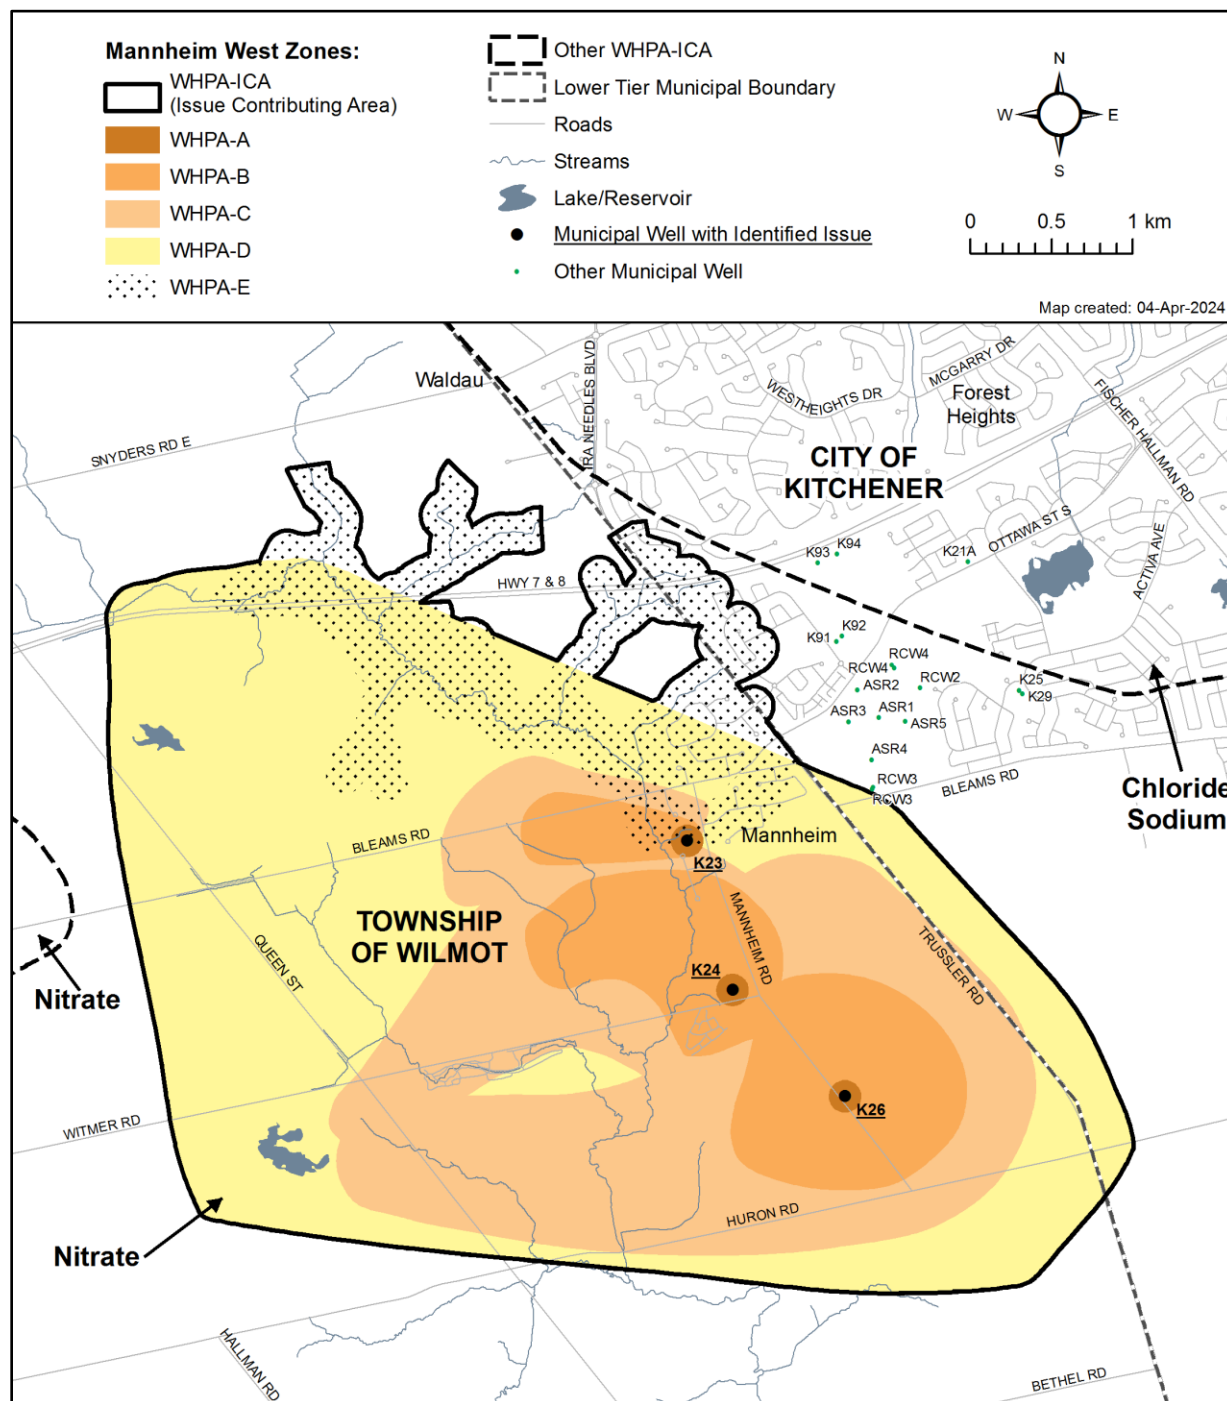 Mannheim West Zones:
WHPA-ICA
(Issue Contributing Area)
WHPA-A
WHPA-B
WHPA-C
WHPA-D
WHPA-E
Other WHPA-ICA
Lower Tier Municipal Boundary
Roads
Streams
Lake/Reservoir
Municipal Well with Identified Issue
Other Municipal Well
N
W
E
S
0 0.5 1 km
Map created: 04-Apr-2024
Waldau
SNYDERS RD E
IRA NEEDLES BLVD
WESTHEIGHTS DR
MCGARRY DR
Forest
Heights
FISCHER HALLMAN RD
CITY OF
KITCHENER
OTTAWA ST S
ACTIVA AVE
K93
K94
K21A
HWY 7 & 8
K91
K92
RCW4
RCW4
RCW2
ASR2
K25
K29
ASR3
ASR1
ASR5
ASR4
RCW3
RCW3
BLEAMS RD
Chloride
Sodium
BLEAMS RD
Mannheim
K23
TOWNSHIP
OF WILMOT
QUEEN ST
MANNHEIM RD
TRUSSLER RD
K24
Nitrate
K26
WITMER RD
HURON RD
Nitrate
HALLMAN RD
BETHEL RD